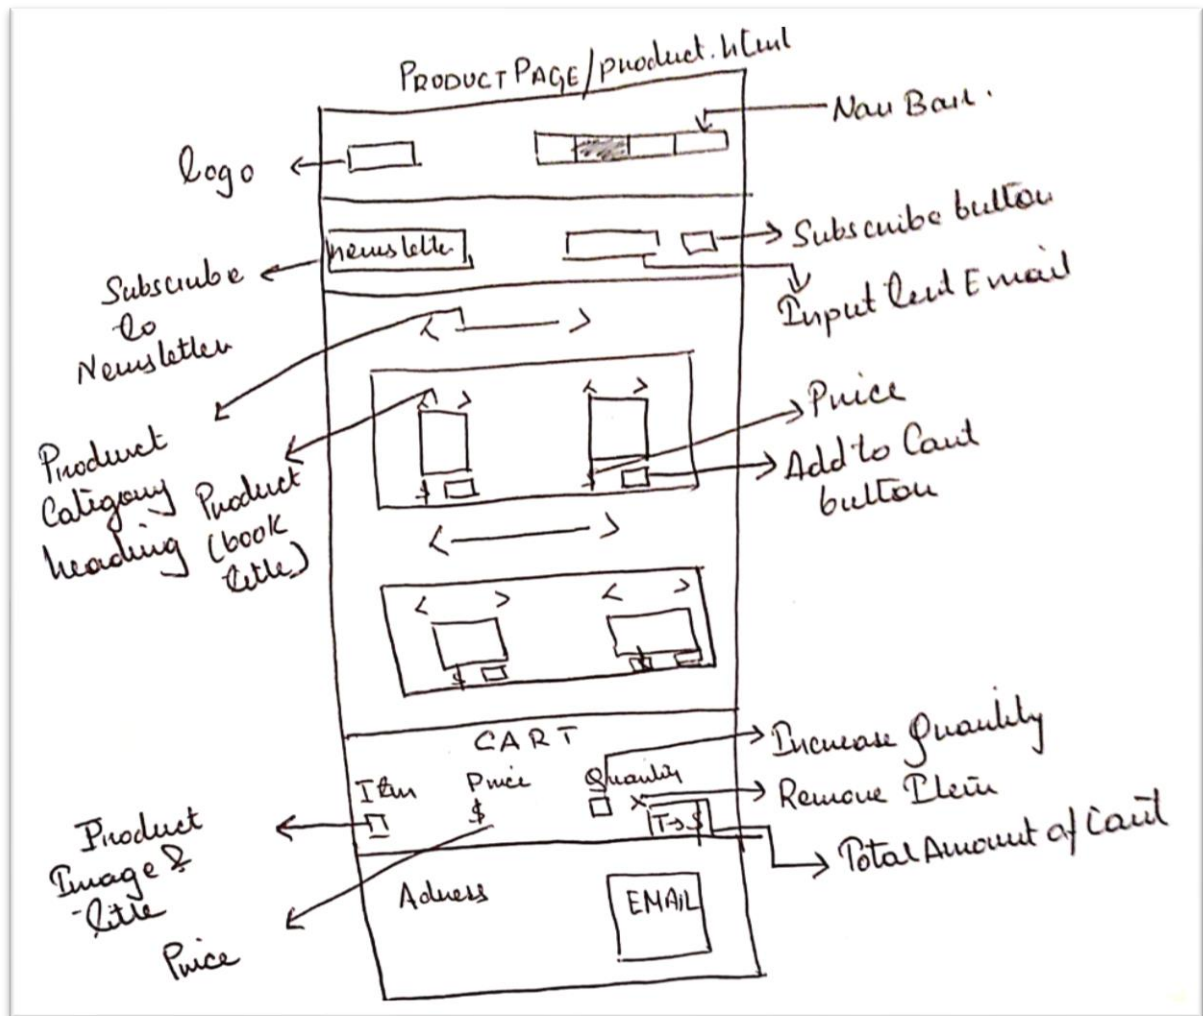 PRODUCT PAGE/product.html
Nav Bar.
logo
newsletter
Subscribe button
Subscribe
to
Newsletter
Input text Email
Product
Category
heading
Product
(book
title)
Price
Add to Cart
button
$
$
$
CART
Item
Price
Quantity
$
x
T->$
Increase Quantity
Remove Item
Total Amount of Cart
Product
Image &
title
Price
Adress
EMAIL